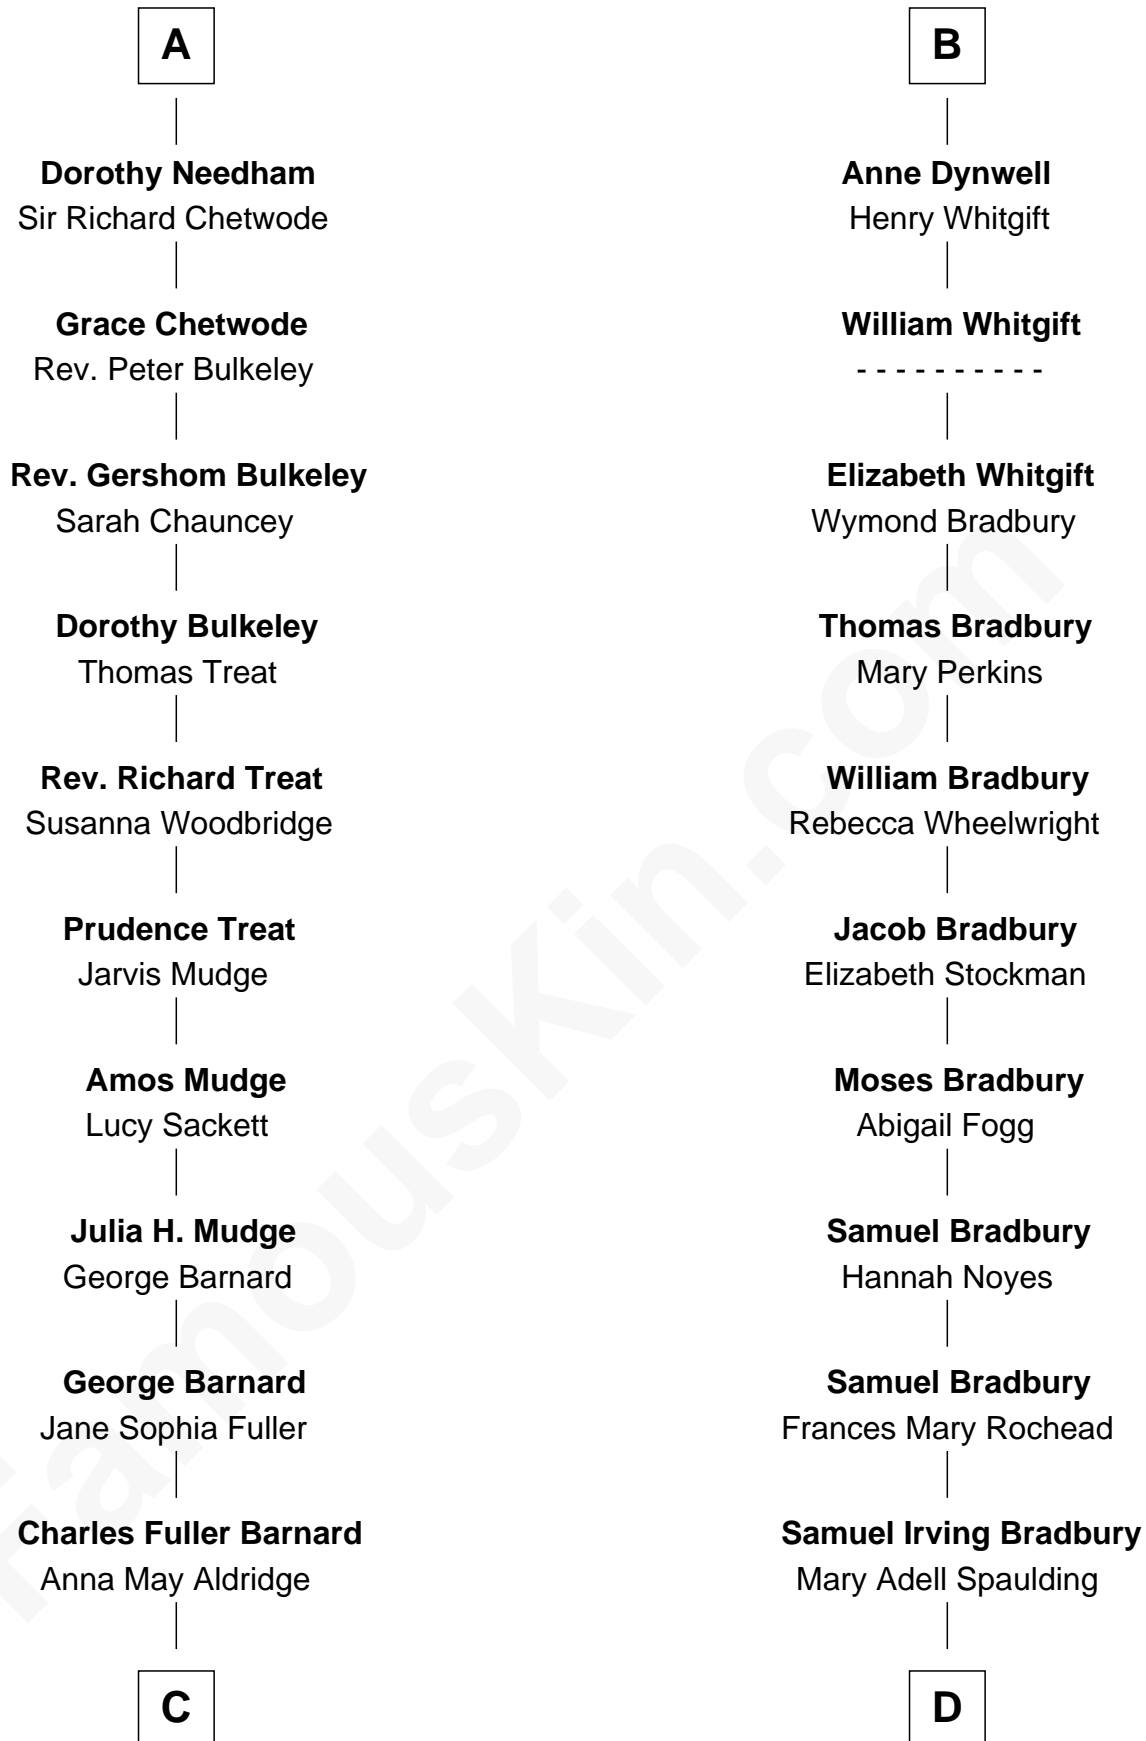 A
Dorothy Needham
Sir Richard Chetwode
Grace Chetwode
Rev. Peter Bulkeley
Rev. Gershom Bulkeley
Sarah Chauncey
Dorothy Bulkeley
Thomas Treat
Rev. Richard Treat
Susanna Woodbridge
Prudence Treat
Jarvis Mudge
Amos Mudge
Lucy Sackett
Julia H. Mudge
George Barnard
George Barnard
Jane Sophia Fuller
Charles Fuller Barnard
Anna May Aldridge
C
B
Anne Dynwell
Henry Whitgift
William Whitgift
- - - - - - - - - -
Elizabeth Whitgift
Wymond Bradbury
Thomas Bradbury
Mary Perkins
William Bradbury
Rebecca Wheelwright
Jacob Bradbury
Elizabeth Stockman
Moses Bradbury
Abigail Fogg
Samuel Bradbury
Hannah Noyes
Samuel Bradbury
Frances Mary Rochead
Samuel Irving Bradbury
Mary Adell Spaulding
D
FamousKin.com